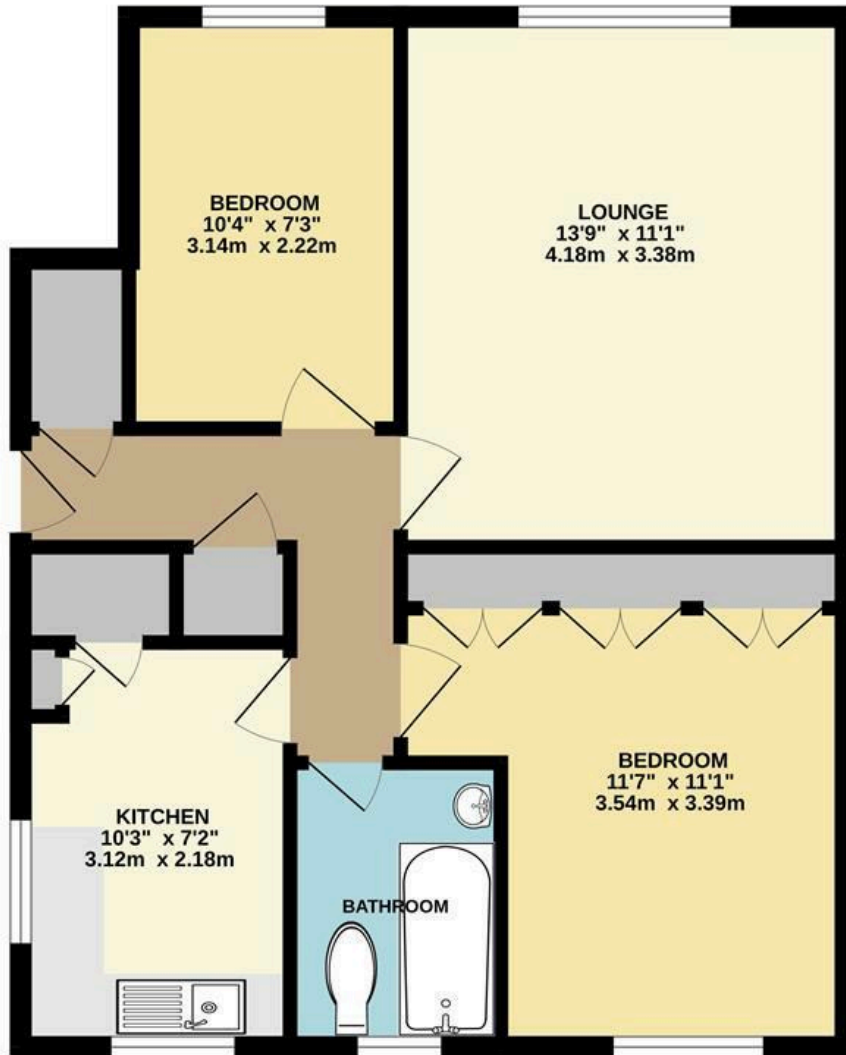 BEDROOM
10'4" x 7'3"
3.14m x 2.22m
LOUNGE
13'9" x 11'1"
4.18m x 3.38m
BEDROOM
11'7" x 11'1"
3.54m x 3.39m
KITCHEN
10'3" x 7'2"
3.12m x 2.18m
BATHROOM